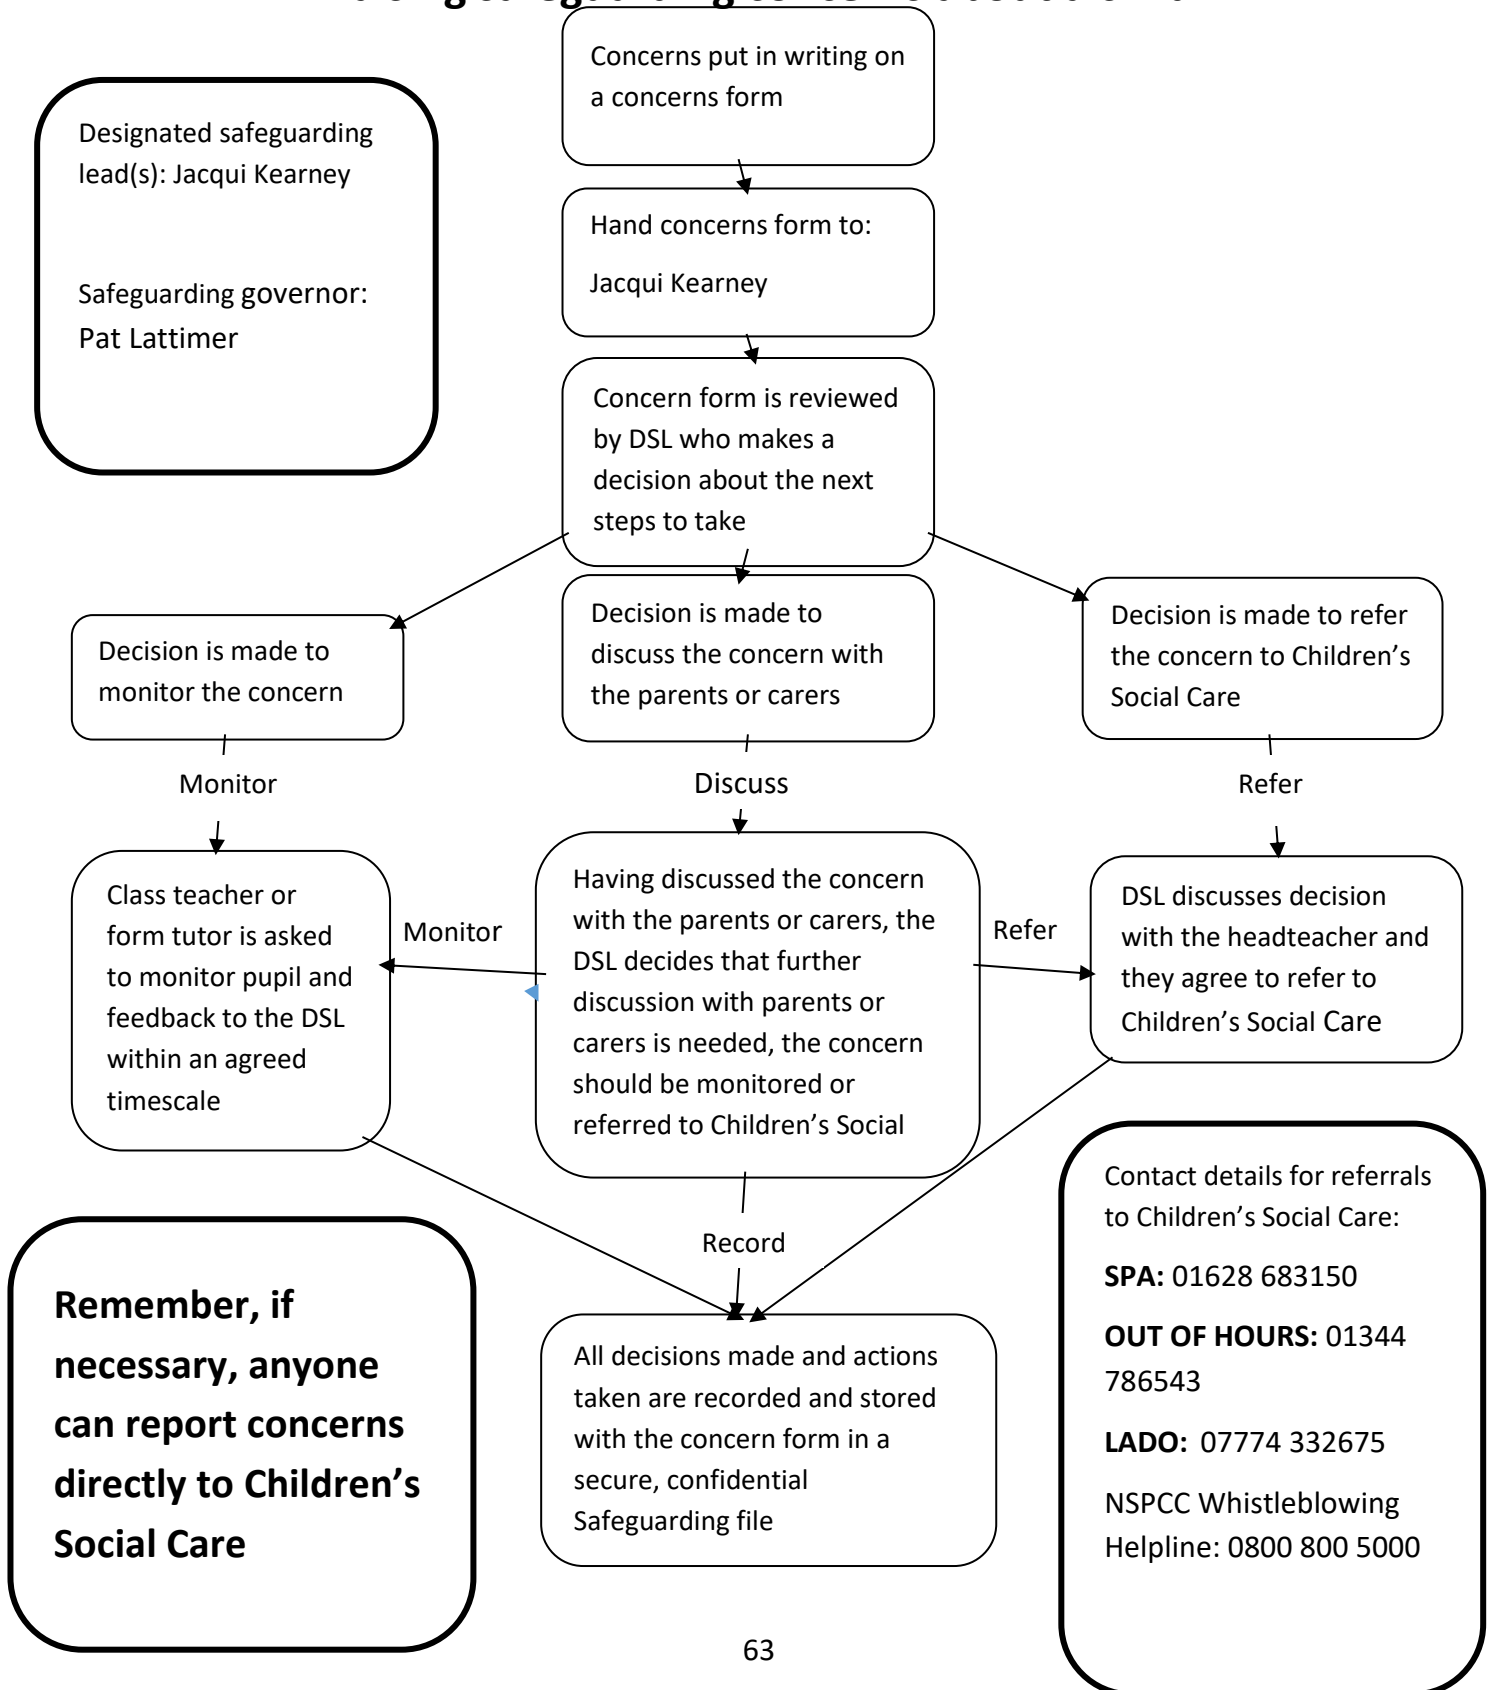 Concerns put in writing on
a concerns form
Designated safeguarding
lead(s): Jacqui Kearney
Safeguarding governor:
Pat Lattimer
Hand concerns form to:
Jacqui Kearney
Concern form is reviewed
by DSL who makes a
decision about the next
steps to take
Decision is made to
monitor the concern
Decision is made to
discuss the concern with
the parents or carers
Decision is made to refer
the concern to Children’s
Social Care
Monitor
Discuss
Refer
Class teacher or
form tutor is asked
to monitor pupil and
feedback to the DSL
within an agreed
timescale
Monitor
Having discussed the concern
with the parents or carers, the
DSL decides that further
discussion with parents or
carers is needed, the concern
should be monitored or
referred to Children’s Social
Refer
DSL discusses decision
with the headteacher and
they agree to refer to
Children’s Social Care
Record
Remember, if
necessary, anyone
can report concerns
directly to Children’s
Social Care
All decisions made and actions
taken are recorded and stored
with the concern form in a
secure, confidential
Safeguarding file
Contact details for referrals
to Children’s Social Care:
SPA: 01628 683150
OUT OF HOURS: 01344
786543
LADO: 07774 332675
NSPCC Whistleblowing
Helpline: 0800 800 5000
63